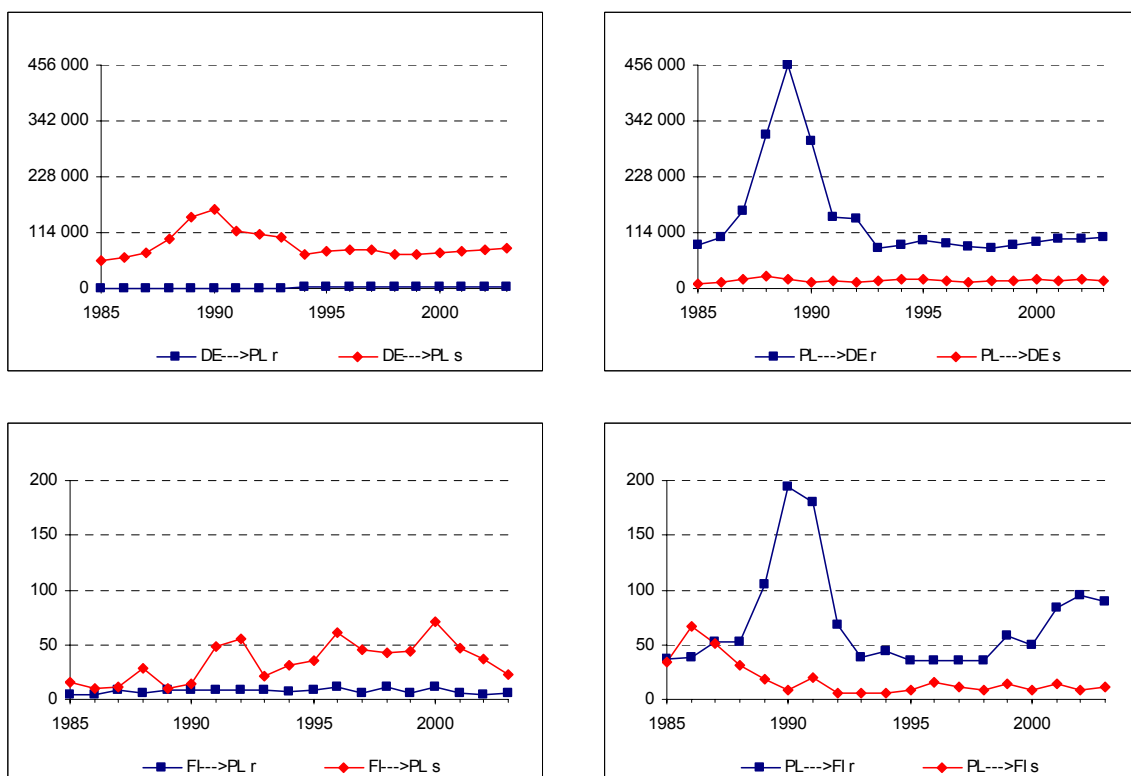 456 000
342 000
228 000
114 000
0
1985 1990 1995 2000
DE--->PL r DE--->PL s
456 000
342 000
228 000
114 000
0
1985 1990 1995 2000
PL--->DE r PL--->DE s
200
150
100
50
0
1985 1990 1995 2000
FI--->PL r FI--->PL s
200
150
100
50
0
1985 1990 1995 2000
PL--->FI r PL--->FI s